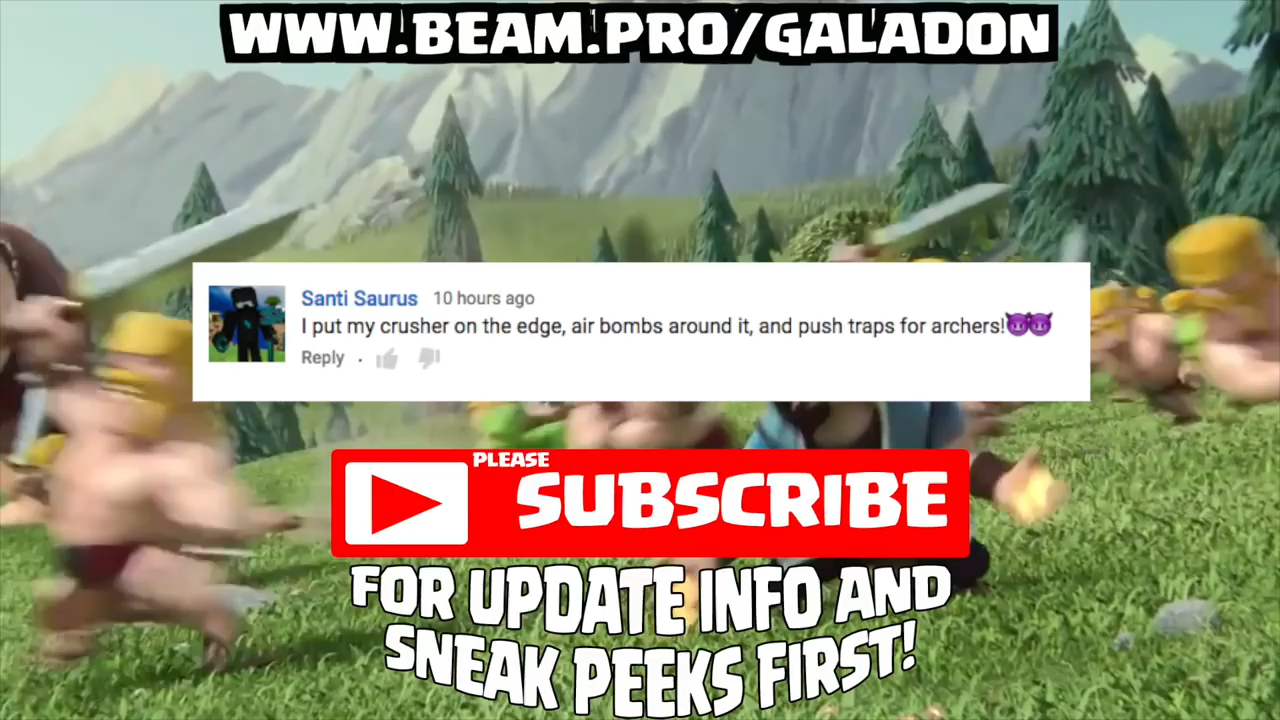 WWW.BEAM.PRO/GALADON
Santi Saurus 10 hours ago
I put my crusher on the edge, air bombs around it, and push traps for archers!😈😈
Reply ·
PLEASE
SUBSCRIBE
FOR UPDATE INFO AND
SNEAK PEEKS FIRST!